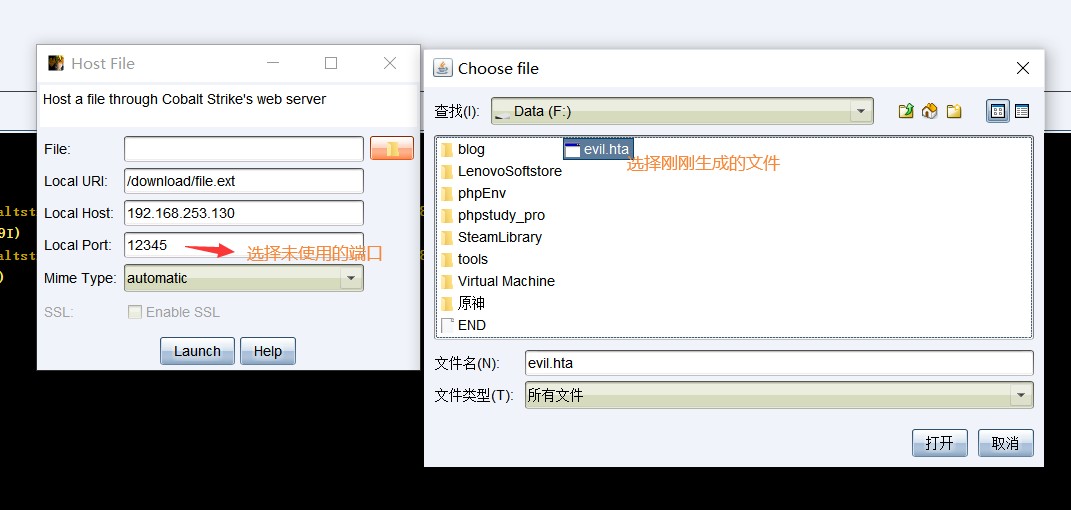 Host File
Host a file through Cobalt Strike's web server
File:
Local URI: /download/file.ext
Local Host: 192.168.253.130
Local Port: 12345
选择未使用的端口
Mime Type: automatic
SSL: Enable SSL
Launch Help
Choose file
查找(I): Data (F:)
blog
evil.hta
选择刚刚生成的文件
LenovoSoftstore
phpEnv
phpstudy_pro
SteamLibrary
tools
Virtual Machine
原神
END
文件名(N): evil.hta
文件类型(T): 所有文件
打开 取消
altst
9I)
altst
)
8
8